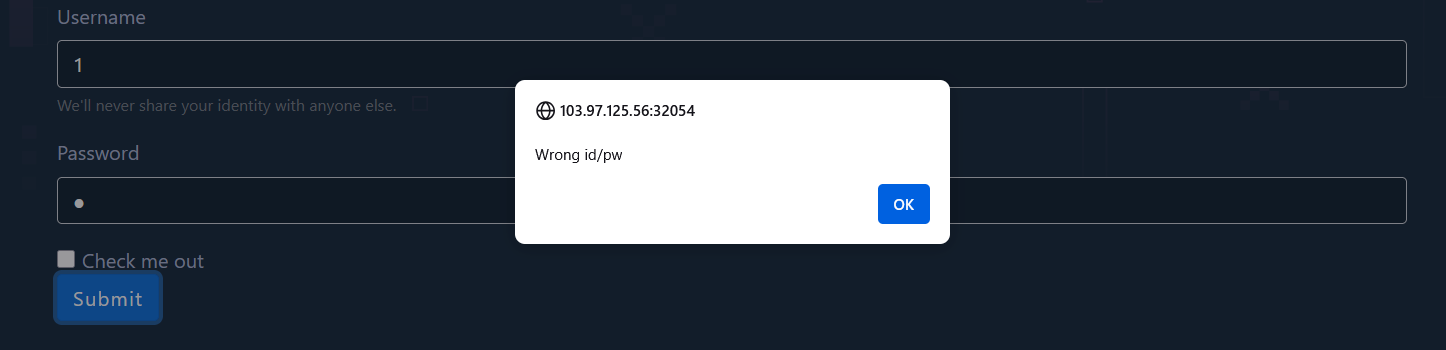 Username
1
We'll never share your identity with anyone else.
103.97.125.56:32054
Wrong id/pw
OK
Password
Check me out
Submit